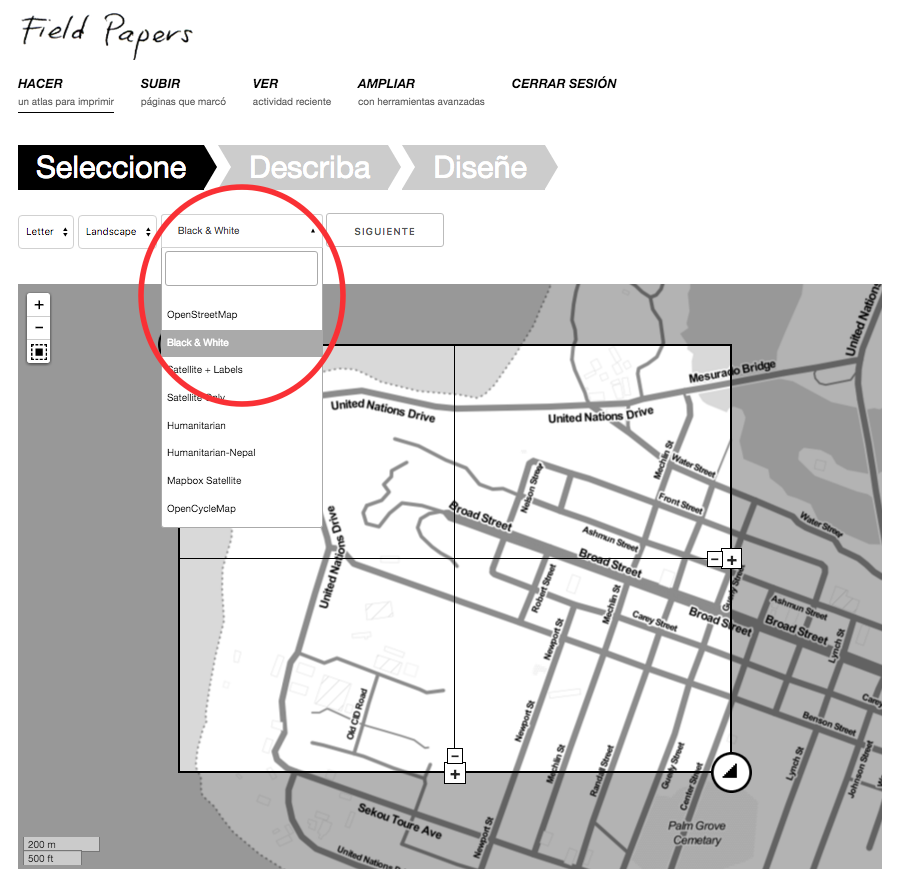 Field Papers
HACER
un atlas para imprimir
SUBIR
páginas que marcó
VER
actividad reciente
AMPLIAR
con herramientas avanzadas
CERRAR SESIÓN
Seleccione
Describa
Diseñe
Letter
Landscape
Black & White
SIGUIENTE
OpenStreetMap
Black & White
Satellite + Labels
Satellite Only
Humanitarian
Humanitarian-Nepal
Mapbox Satellite
OpenCycleMap
+
−
United Nations
Mesurado Bridge
United Nations Drive
United Nations Drive
Mechlin St
Water Street
Nelson Street
Front Street
Broad Street
Water Street
United Nations Drive
Ashmun Street
Broad Street
− +
Gurley Street
Robert Street
Mechlin St
Ashmun Street
Carey Street
Broad Street
Broad Street
Lynch St
Newport St
Carey
Old CID Road
Newport St
Benson Street
Mechlin St
Randall Street
Gurley Street
Center Street
Lynch St
Johnson Street
−
+
Sekou Toure Ave
Newport St
Palm Grove
Cemetary
United Nations Drive
200 m
500 ft